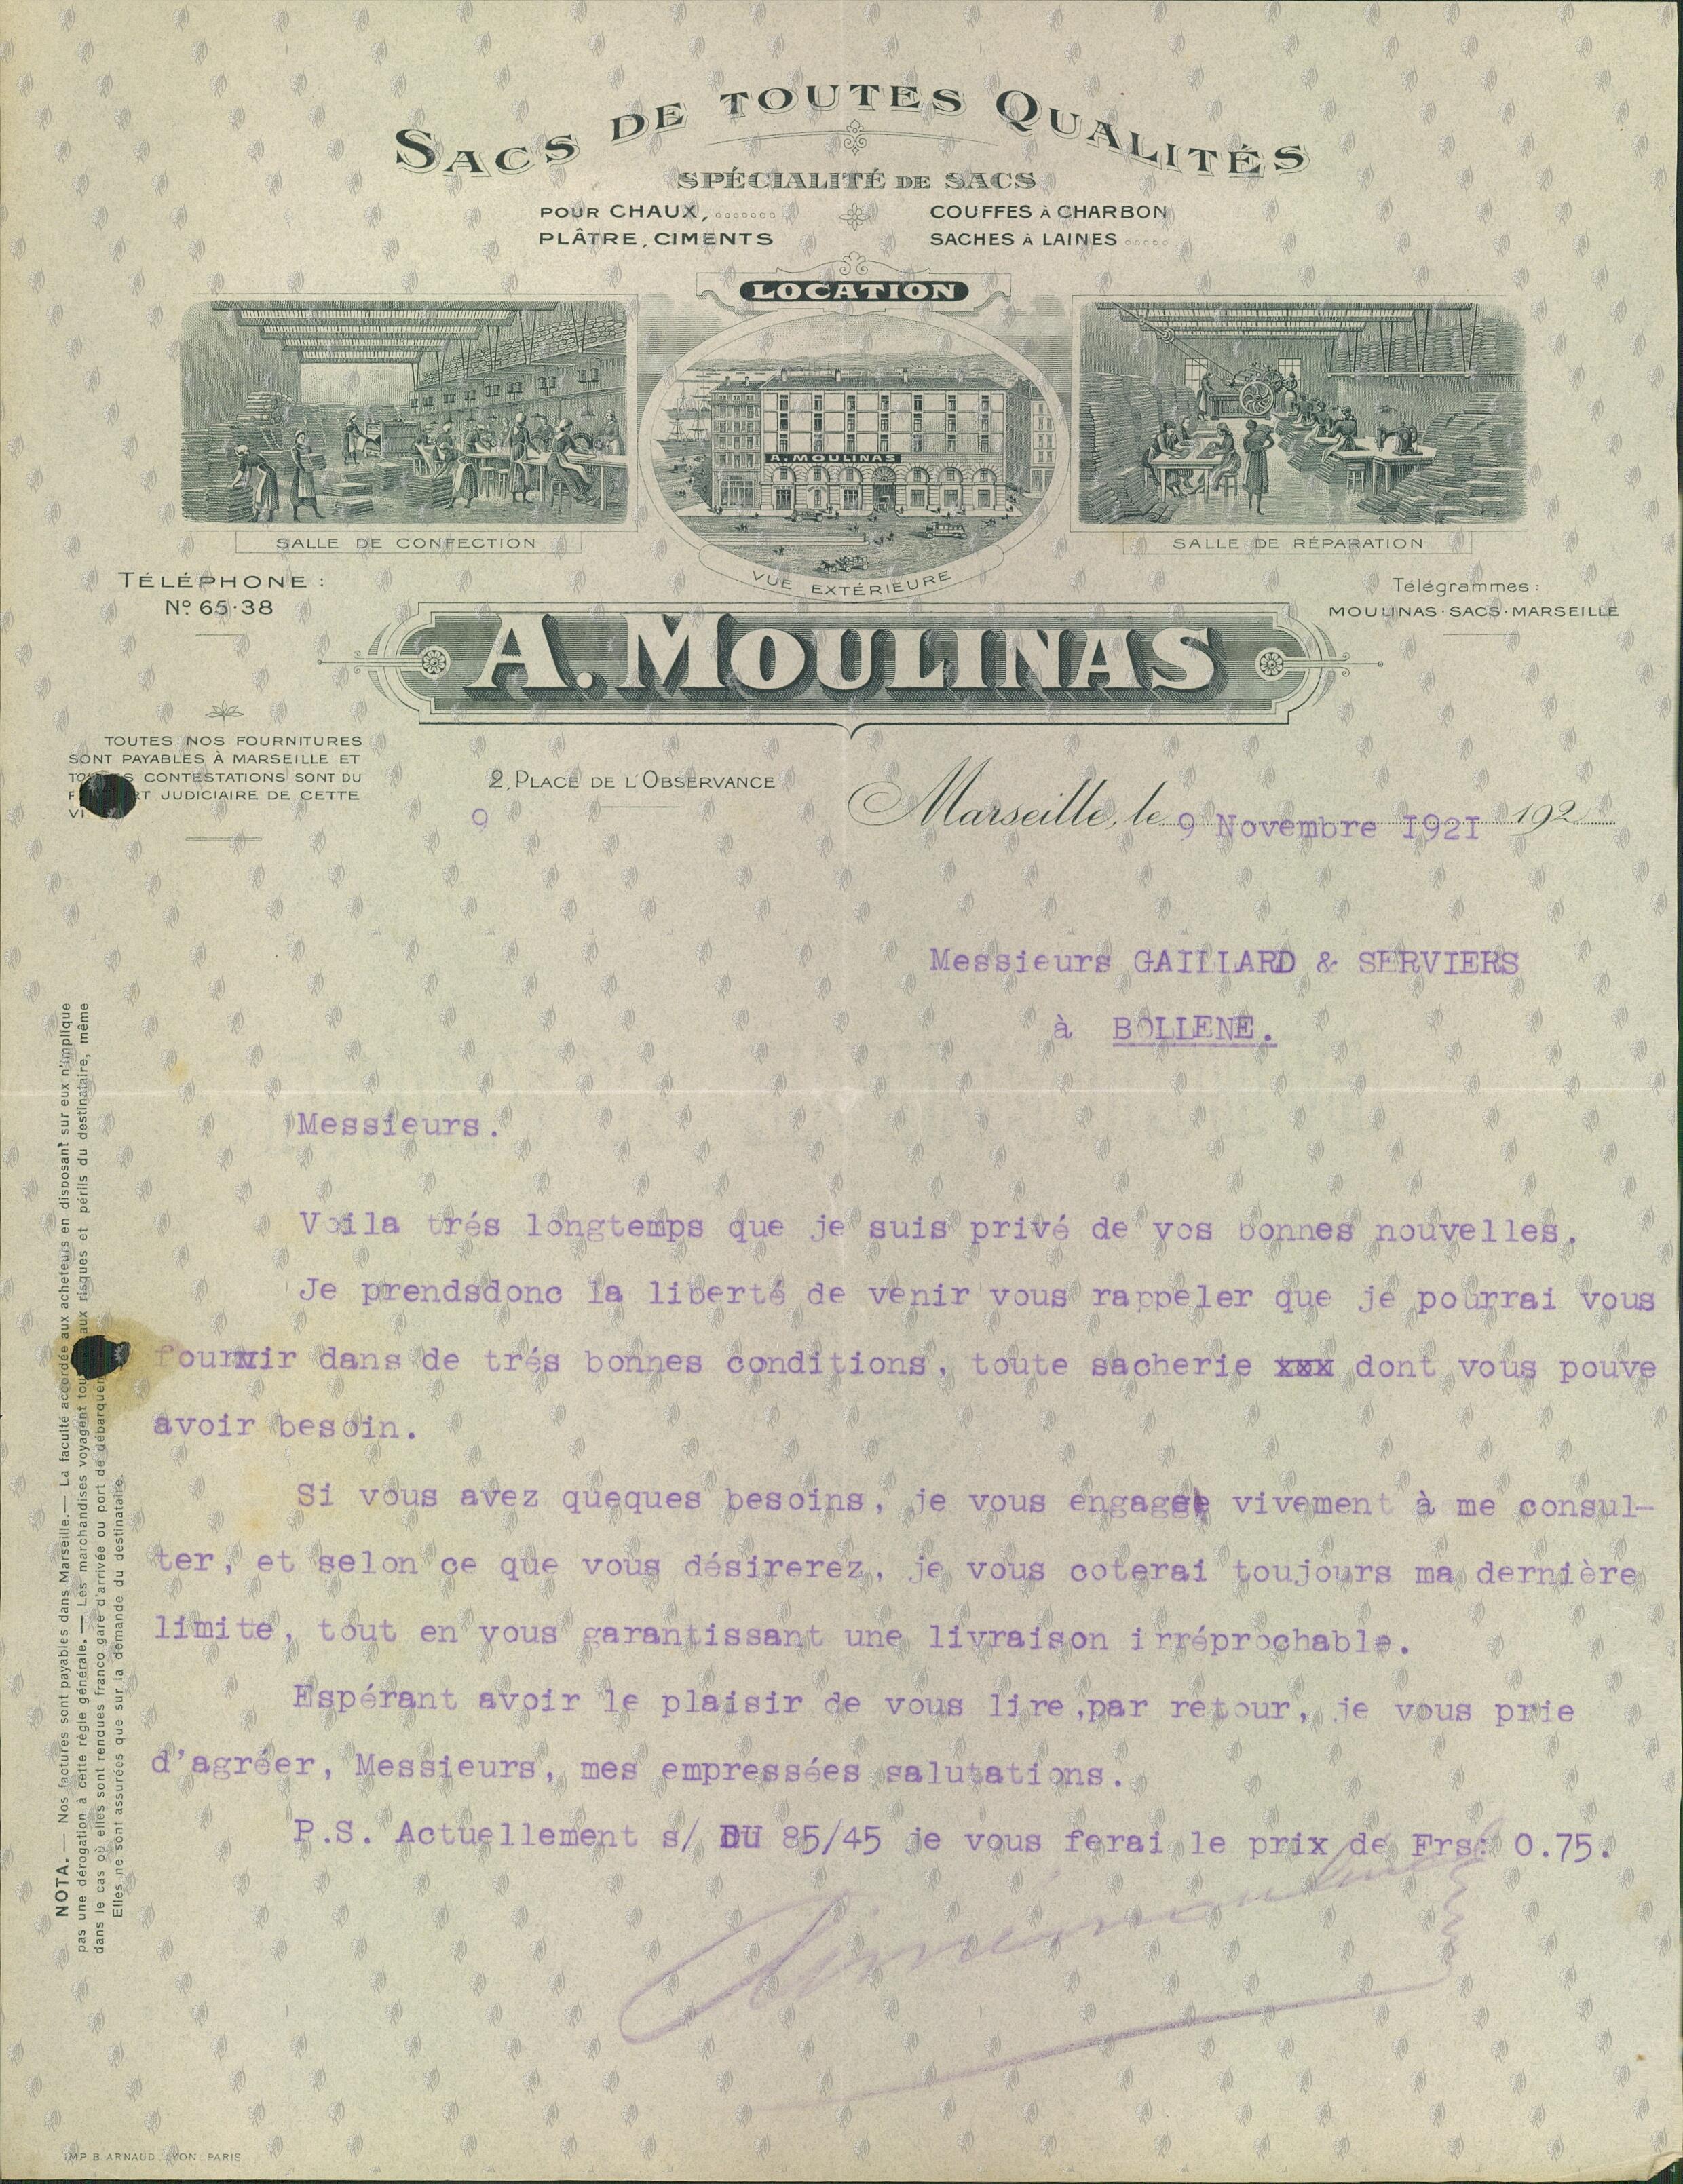 SACS DE TOUTES QUALITÉS
SPÉCIALITÉ DE SACS
POUR CHAUX,
PLÂTRE, CIMENTS
COUFFES À CHARBON
SACHES À LAINES
LOCATION
A. MOULINAS
SALLE DE CONFECTION
VUE EXTÉRIEURE
SALLE DE RÉPARATION
TÉLÉPHONE :
Nº 65·38
Télégrammes :
MOULINAS·SACS·MARSEILLE
A. MOULINAS
TOUTES NOS FOURNITURES
SONT PAYABLES À MARSEILLE ET
CONTESTATIONS SONT DU
JUDICIAIRE DE CETTE
2, PLACE DE L'OBSERVANCE
9
Marseille, le 9 Novembre I92I 192
Messieurs GAILLARD & SERVIERS
à BOLLENE.
Messieurs.
Voila trés longtemps que je suis privé de vos bonnes nouvelles.
Je prendsdonc la liberté de venir vous rappeler que je pourrai vous
fournir dans de trés bonnes conditions, toute sacherie xxx dont vous pouve
avoir besoin.
Si vous avez queques besoins, je vous engage vivement à me consul-
ter, et selon ce que vous désirerez, je vous coterai toujours ma dernière
limite, tout en vous garantissant une livraison irréprochable.
Espérant avoir le plaisir de vous lire,par retour, je vous prie
d'agréer, Messieurs, mes empressées salutations.
P.S. Actuellement s/ DU 85/45 je vous ferai le prix de Frs: 0.75.
NOTA. — Nos factures sont payables dans Marseille. — La faculté accordée aux acheteurs en disposant sur eux n'implique
pas une dérogation à cette règle générale. — Les marchandises voyagent aux risques et périls du destinataire, même
dans le cas où elles sont rendues franco gare d'arrivée ou port de
Elles ne sont assurées que sur la demande du destinataire.
IMP. B. ARNAUD. LYON. PARIS